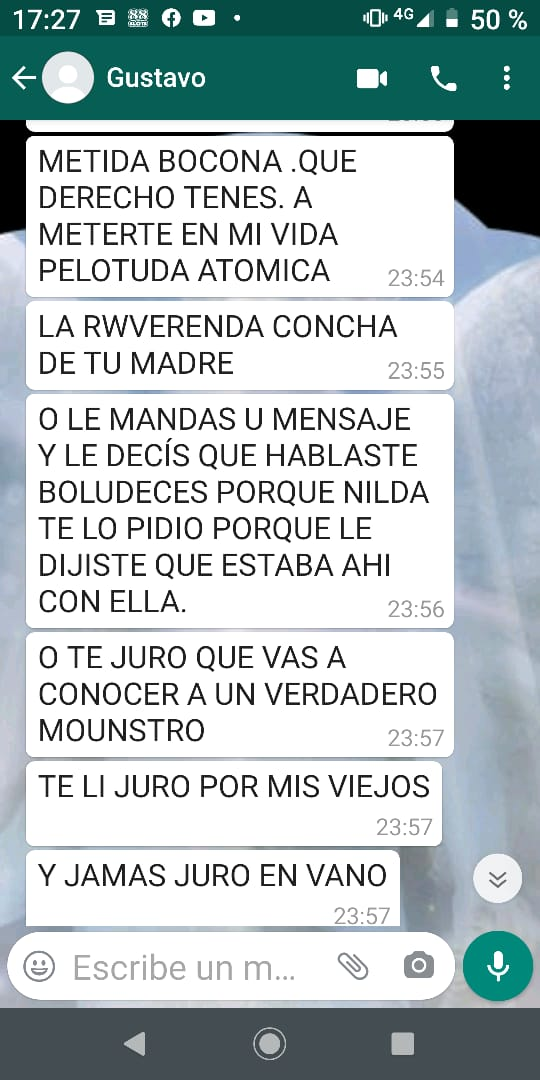 17:27
4G
50 %
Gustavo
METIDA BOCONA .QUE
DERECHO TENES. A
METERTE EN MI VIDA
PELOTUDA ATOMICA
23:54
LA RWVERENDA CONCHA
DE TU MADRE
23:55
O LE MANDAS U MENSAJE
Y LE DECÍS QUE HABLASTE
BOLUDECES PORQUE NILDA
TE LO PIDIO PORQUE LE
DIJISTE QUE ESTABA AHI
CON ELLA.
23:56
O TE JURO QUE VAS A
CONOCER A UN VERDADERO
MOUNSTRO
23:57
TE LI JURO POR MIS VIEJOS
23:57
Y JAMAS JURO EN VANO
23:57
Escribe un m...